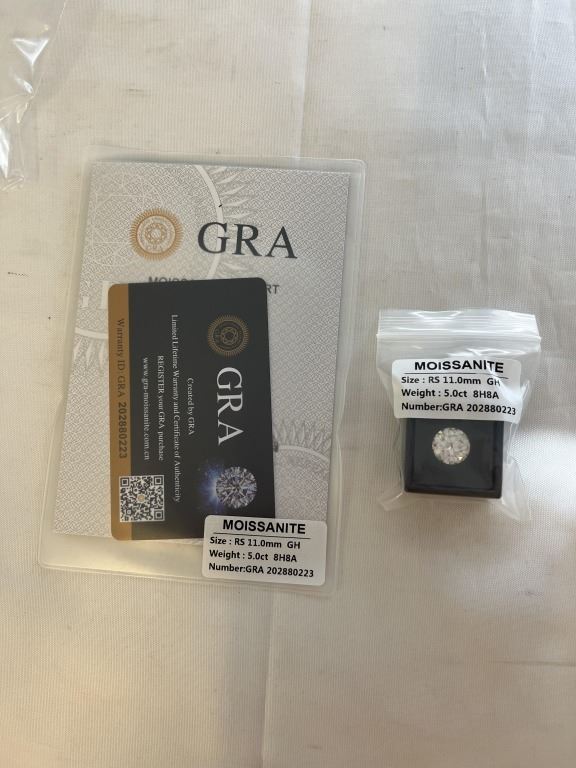 GRA
GRA
Created by GRA
Limited Lifetime Warranty and Certificate of Authenticity
REGISTER your GRA purchase
www.gra-moissanite.com.cn
Warranty ID: GRA 202880223
MOISSANITE
Size : RS 11.0mm GH
Weight : 5.0ct 8H8A
Number:GRA 202880223
MOISSANITE
Size : RS 11.0mm GH
Weight : 5.0ct 8H8A
Number:GRA 202880223